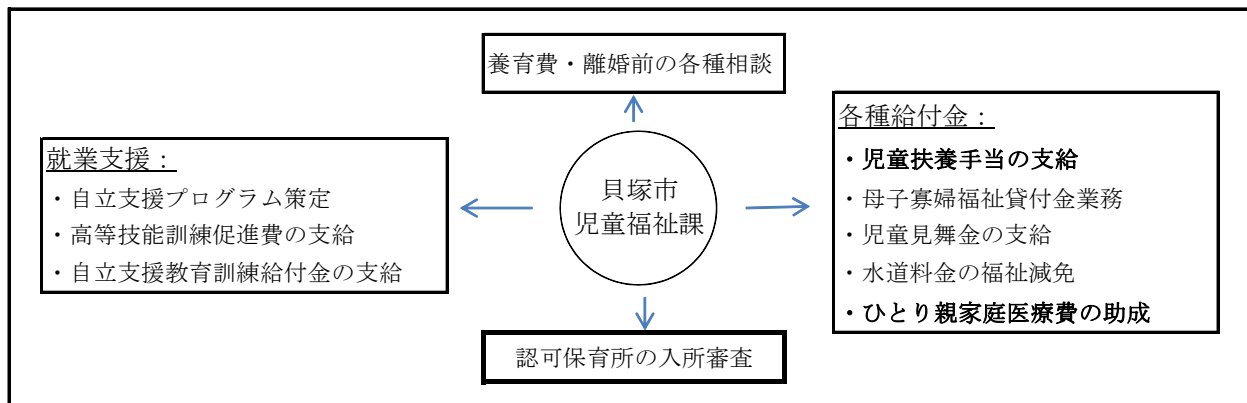 養育費・離婚前の各種相談
就業支援：
・自立支援プログラム策定
・高等技能訓練促進費の支給
・自立支援教育訓練給付金の支給
貝塚市
児童福祉課
各種給付金：
・児童扶養手当の支給
・母子寡婦福祉貸付金業務
・児童見舞金の支給
・水道料金の福祉減免
・ひとり親家庭医療費の助成
認可保育所の入所審査